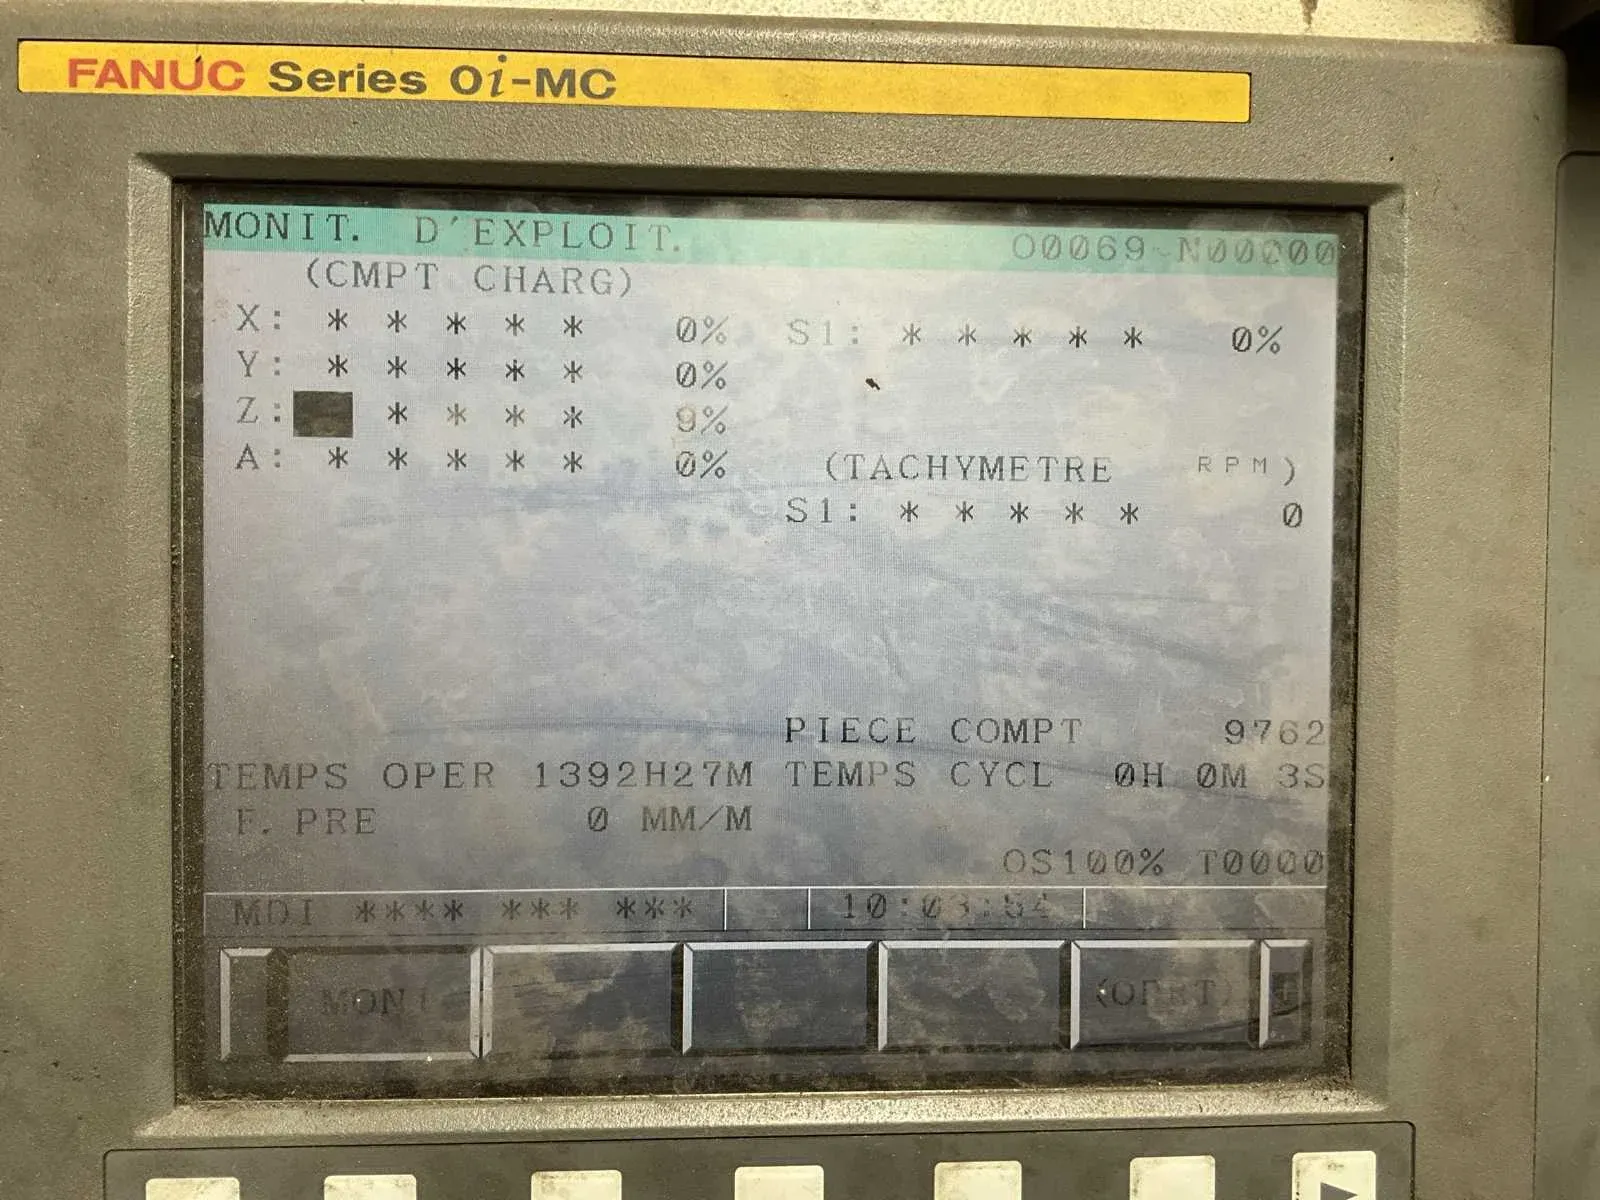 FANUC Series 0i-MC
MONIT. D'EXPLOIT. O0069 N00000
(CMPT CHARG)
X: * * * * * 0% S1: * * * * * 0%
Y: * * * * * 0%
Z: * * * * 9%
A: * * * * * 0% (TACHYMETRE RPM)
S1: * * * * * 0
PIECE COMPT 9762
TEMPS OPER 1392H27M TEMPS CYCL 0H 0M 3S
F. PRE 0 MM/M
OS100% T0000
MDI **** *** *** 10:03:54
(OPRT) +